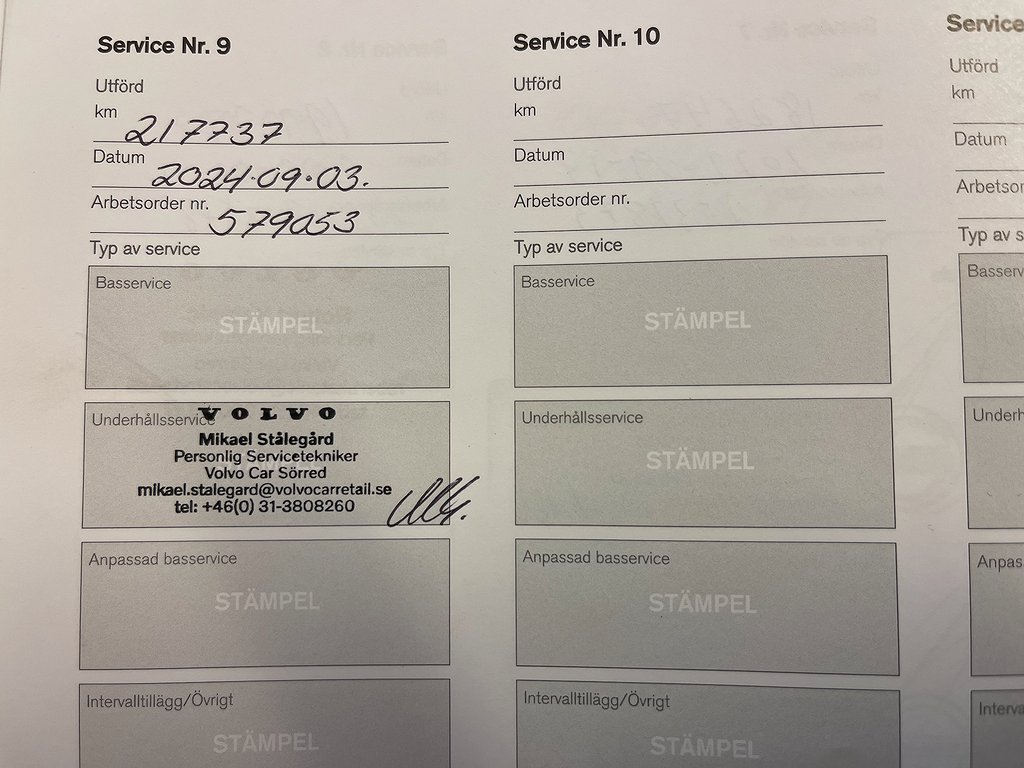 Service Nr. 9
Utförd
km 217737
Datum 2024.09.03.
Arbetsorder nr. 579053
Typ av service
Basservice
STÄMPEL
Underhållsservice
VOLVO
Mikael Stålegård
Personlig Servicetekniker
Volvo Car Sörred
mikael.stalegard@volvocarretail.se
tel: +46(0) 31-3808260
Anpassad basservice
STÄMPEL
Intervalltillägg/Övrigt
STÄMPEL
Service Nr. 10
Utförd
km
Datum
Arbetsorder nr.
Typ av service
Basservice
STÄMPEL
Underhållsservice
STÄMPEL
Anpassad basservice
STÄMPEL
Intervalltillägg/Övrigt
STÄMPEL
Service
Utförd
km
Datum
Arbetsor
Typ av s
Basserv
Underh
Anpas
Interva